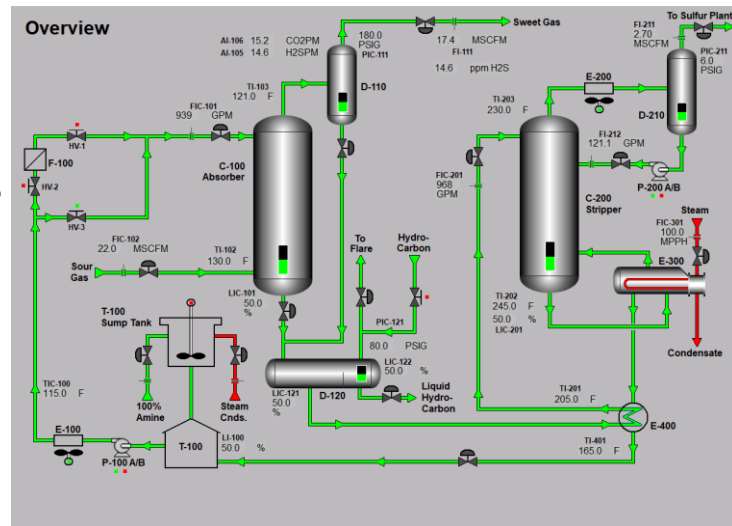 Overview
AI-106 15.2 CO2PM
AI-105 14.6 H2SPM
180.0
PSIG
PIC-111
17.4 MSCFM
FI-111
14.6 ppm H2S
Sweet Gas
FI-211
2.70
MSCFM
To Sulfur Plant
PIC-211
6.0
PSIG
TI-103
121.0 F
D-110
FIC-101
939 GPM
TI-203
230.0 F
E-200
D-210
HV-1
F-100
HV-2
HV-3
C-100
Absorber
FIC-201
968
GPM
FI-212
121.1 GPM
P-200 A/B
C-200
Stripper
FIC-102
22.0 MSCFM
Sour
Gas
TI-102
130.0 F
To
Flare
Hydro-
Carbon
Steam
FIC-301
100.0
MPPH
E-300
LIC-101
50.0
%
T-100
Sump Tank
PIC-121
80.0 PSIG
TI-202
245.0 F
50.0 %
LIC-201
Condensate
LIC-122
50.0 %
TIC-100
115.0 F
100%
Amine
Steam
Cnds.
LIC-121
50.0
%
D-120
Liquid
Hydro-
Carbon
TI-201
205.0 F
E-400
E-100
P-100 A/B
T-100
LI-100
50.0 %
TI-401
165.0 F